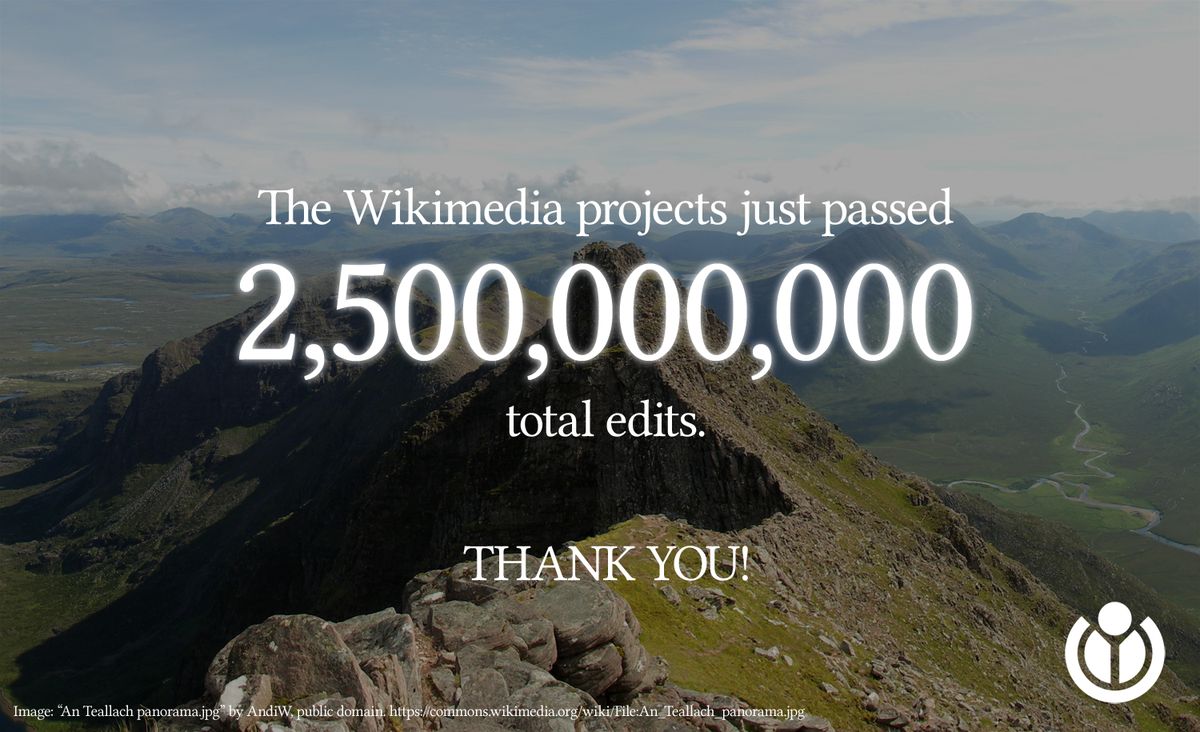 The Wikimedia projects just passed
2,500,000,000
total edits.
THANK YOU!
Image: “An Teallach panorama.jpg” by AndiW, public domain. https://commons.wikimedia.org/wiki/File:An_Teallach_panorama.jpg